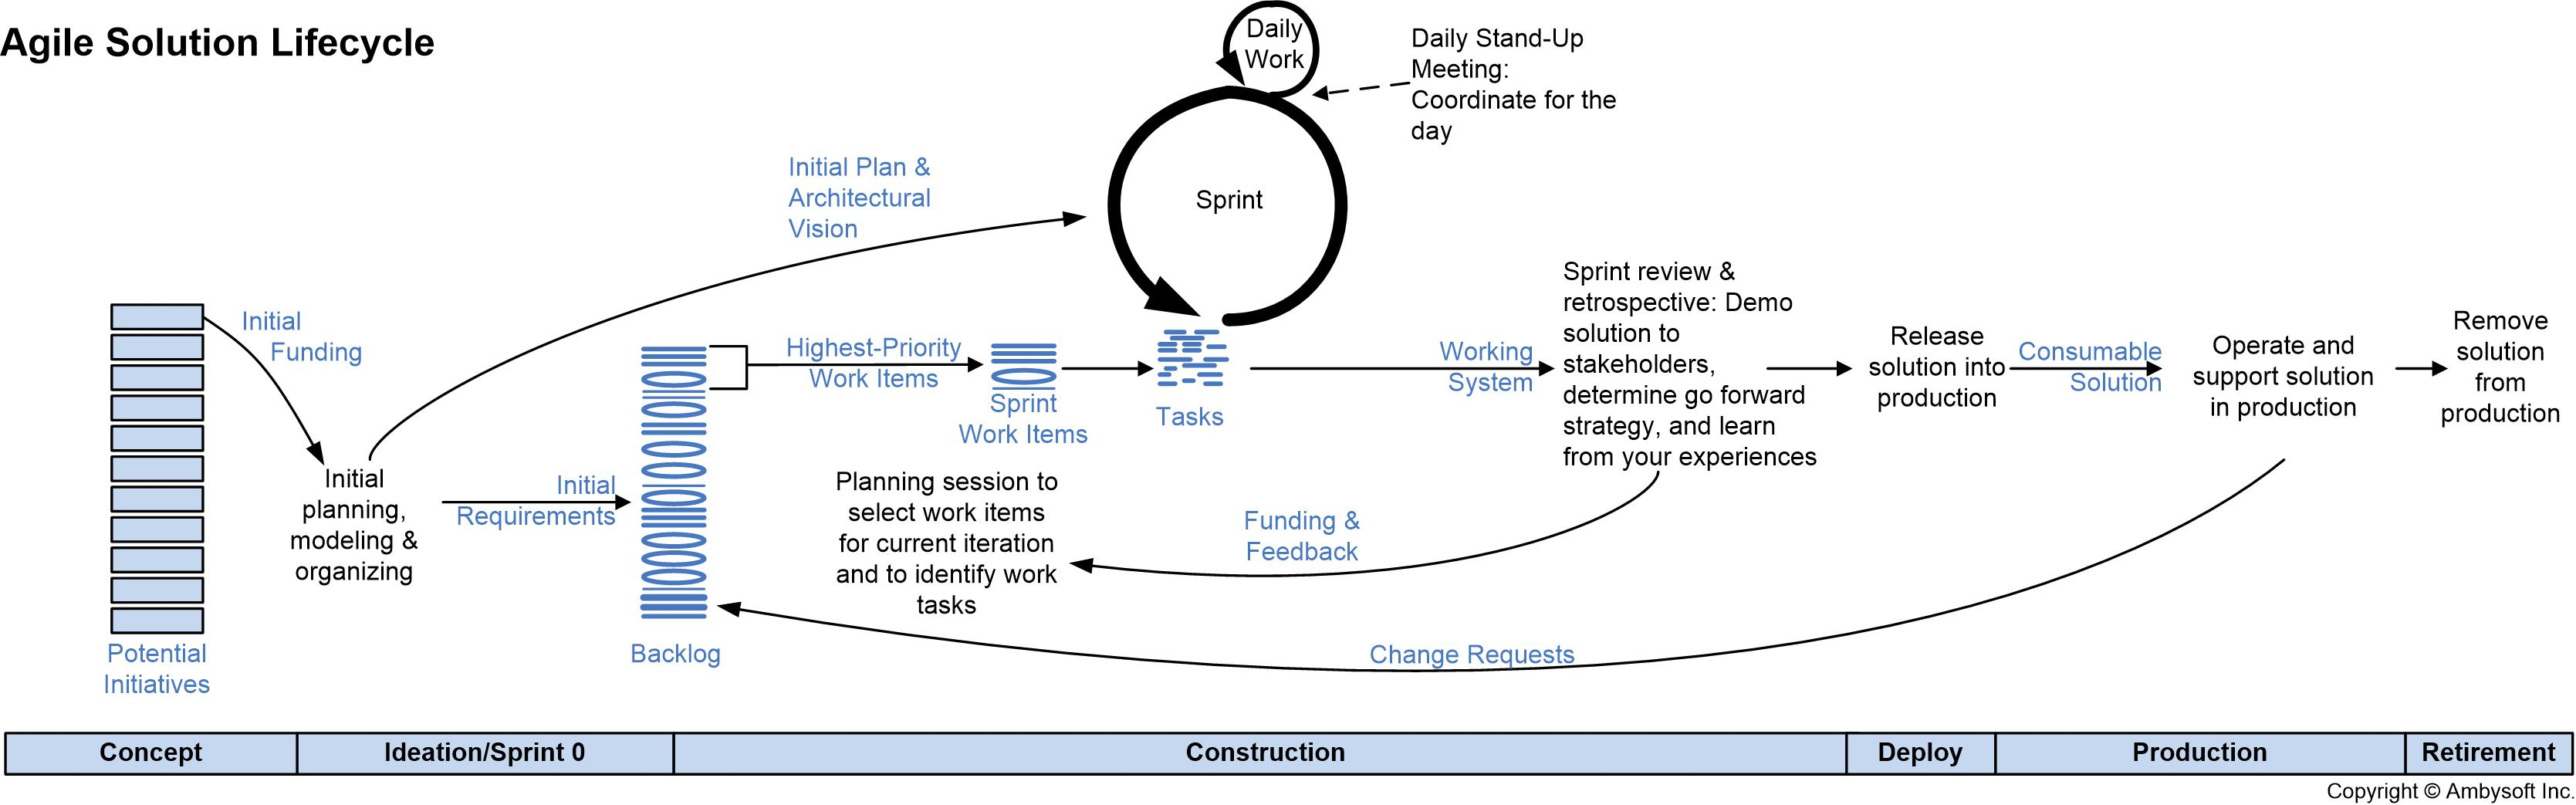 Agile Solution Lifecycle
Daily
Work
Daily Stand-Up
Meeting:
Coordinate for the
day
Initial Plan &
Architectural
Vision
Sprint
Initial
Funding
Potential
Initiatives
Initial
planning,
modeling &
organizing
Initial
Requirements
Backlog
Highest-Priority
Work Items
Sprint
Work Items
Tasks
Planning session to
select work items
for current iteration
and to identify work
tasks
Working
System
Sprint review &
retrospective: Demo
solution to
stakeholders,
determine go forward
strategy, and learn
from your experiences
Funding &
Feedback
Change Requests
Release
solution into
production
Consumable
Solution
Operate and
support solution
in production
Remove
solution
from
production
Concept
Ideation/Sprint 0
Construction
Deploy
Production
Retirement
Copyright © Ambysoft Inc.